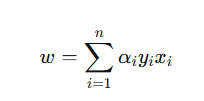 w = \sum_{i=1}^{n} \alpha_i y_i x_i